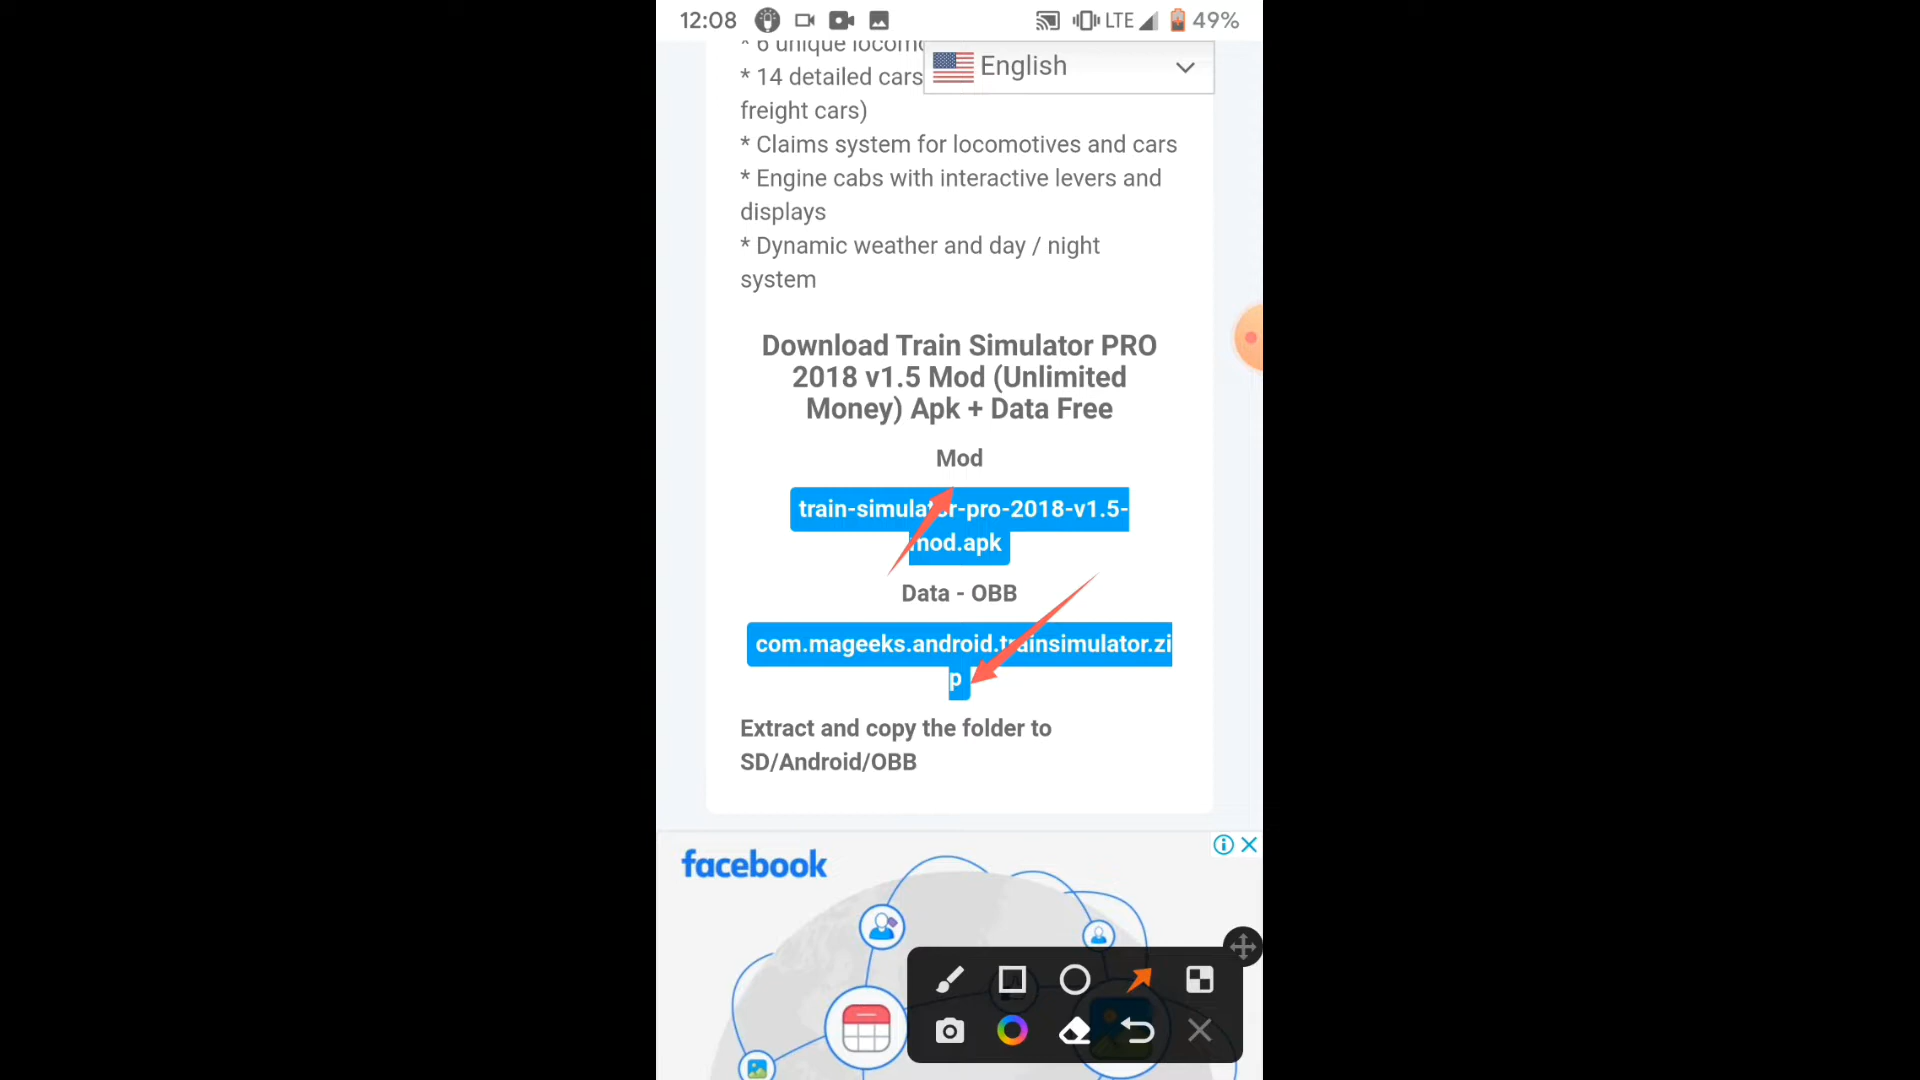 12:08 LTE 49%
* 6 unique locomo
English
* 14 detailed cars
freight cars)
* Claims system for locomotives and cars
* Engine cabs with interactive levers and
displays
* Dynamic weather and day / night
system
Download Train Simulator PRO
2018 v1.5 Mod (Unlimited
Money) Apk + Data Free
Mod
train-simulator-pro-2018-v1.5-
mod.apk
Data - OBB
com.mageeks.android.trainsimulator.zi
p
Extract and copy the folder to
SD/Android/OBB
facebook